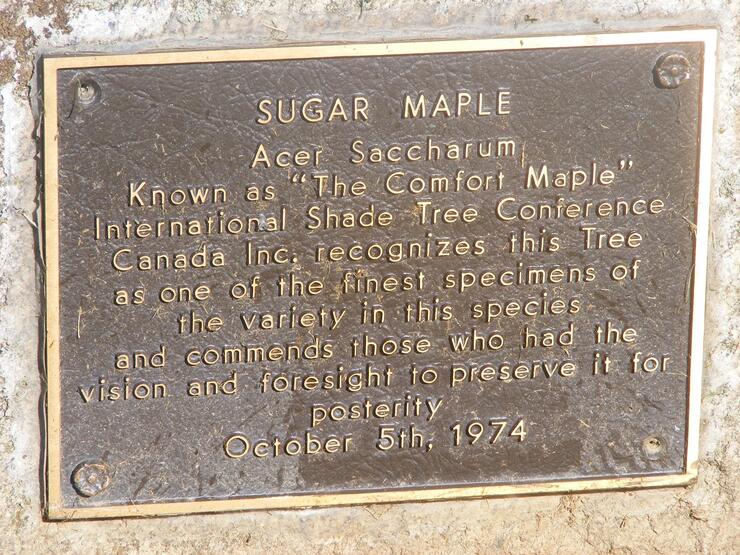 SUGAR MAPLE
Acer Saccharum
Known as "The Comfort Maple"
International Shade Tree Conference
Canada Inc. recognizes this Tree
as one of the finest specimens of
the variety in this species
and commends those who had the
vision and foresight to preserve it for
posterity
October 5th, 1974